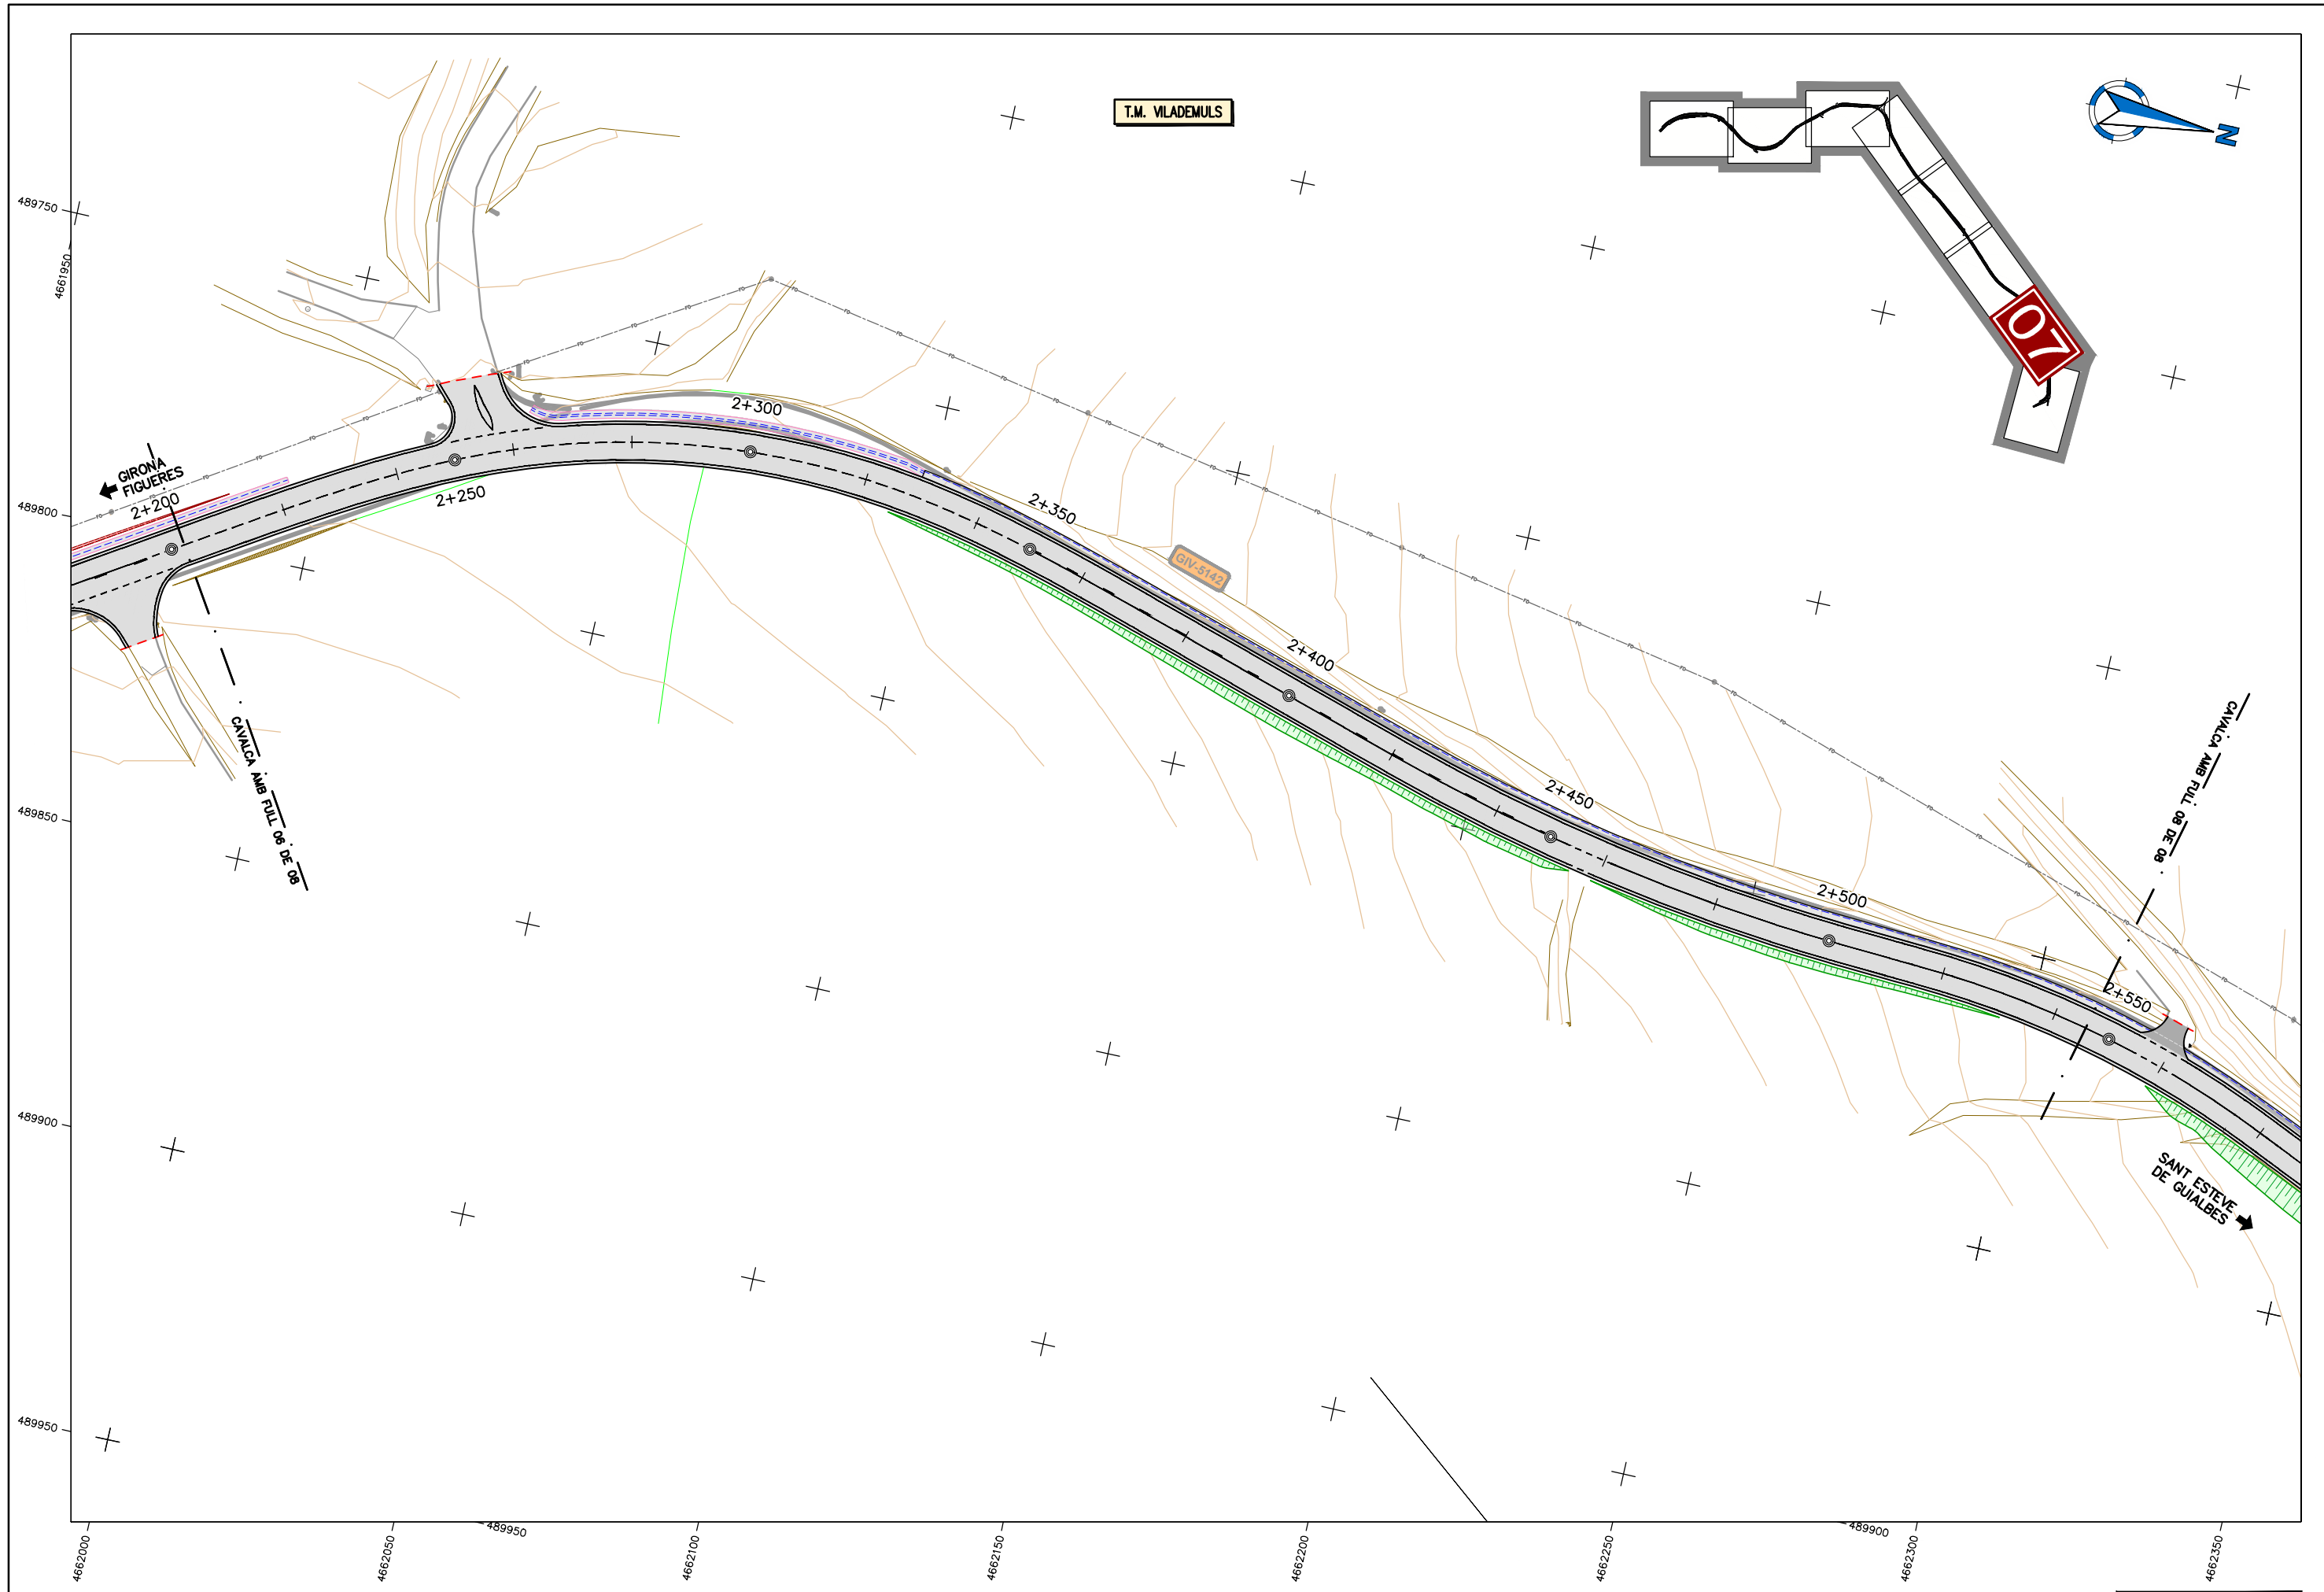 T.M. VILADEMULS
N
07
489750
4661950
GIRONA
FIGUERES
2+200
2+250
2+300
2+350
GIV-5142
2+400
2+450
2+500
2+550
489800
489850
489900
489950
CAVALCA AMB FULL 06 DE 08
CAVALCA AMB FULL 08 DE 08
SANT ESTEVE
DE GUIALBES
489950
489900
4662000
4662050
4662100
4662150
4662200
4662250
4662300
4662350